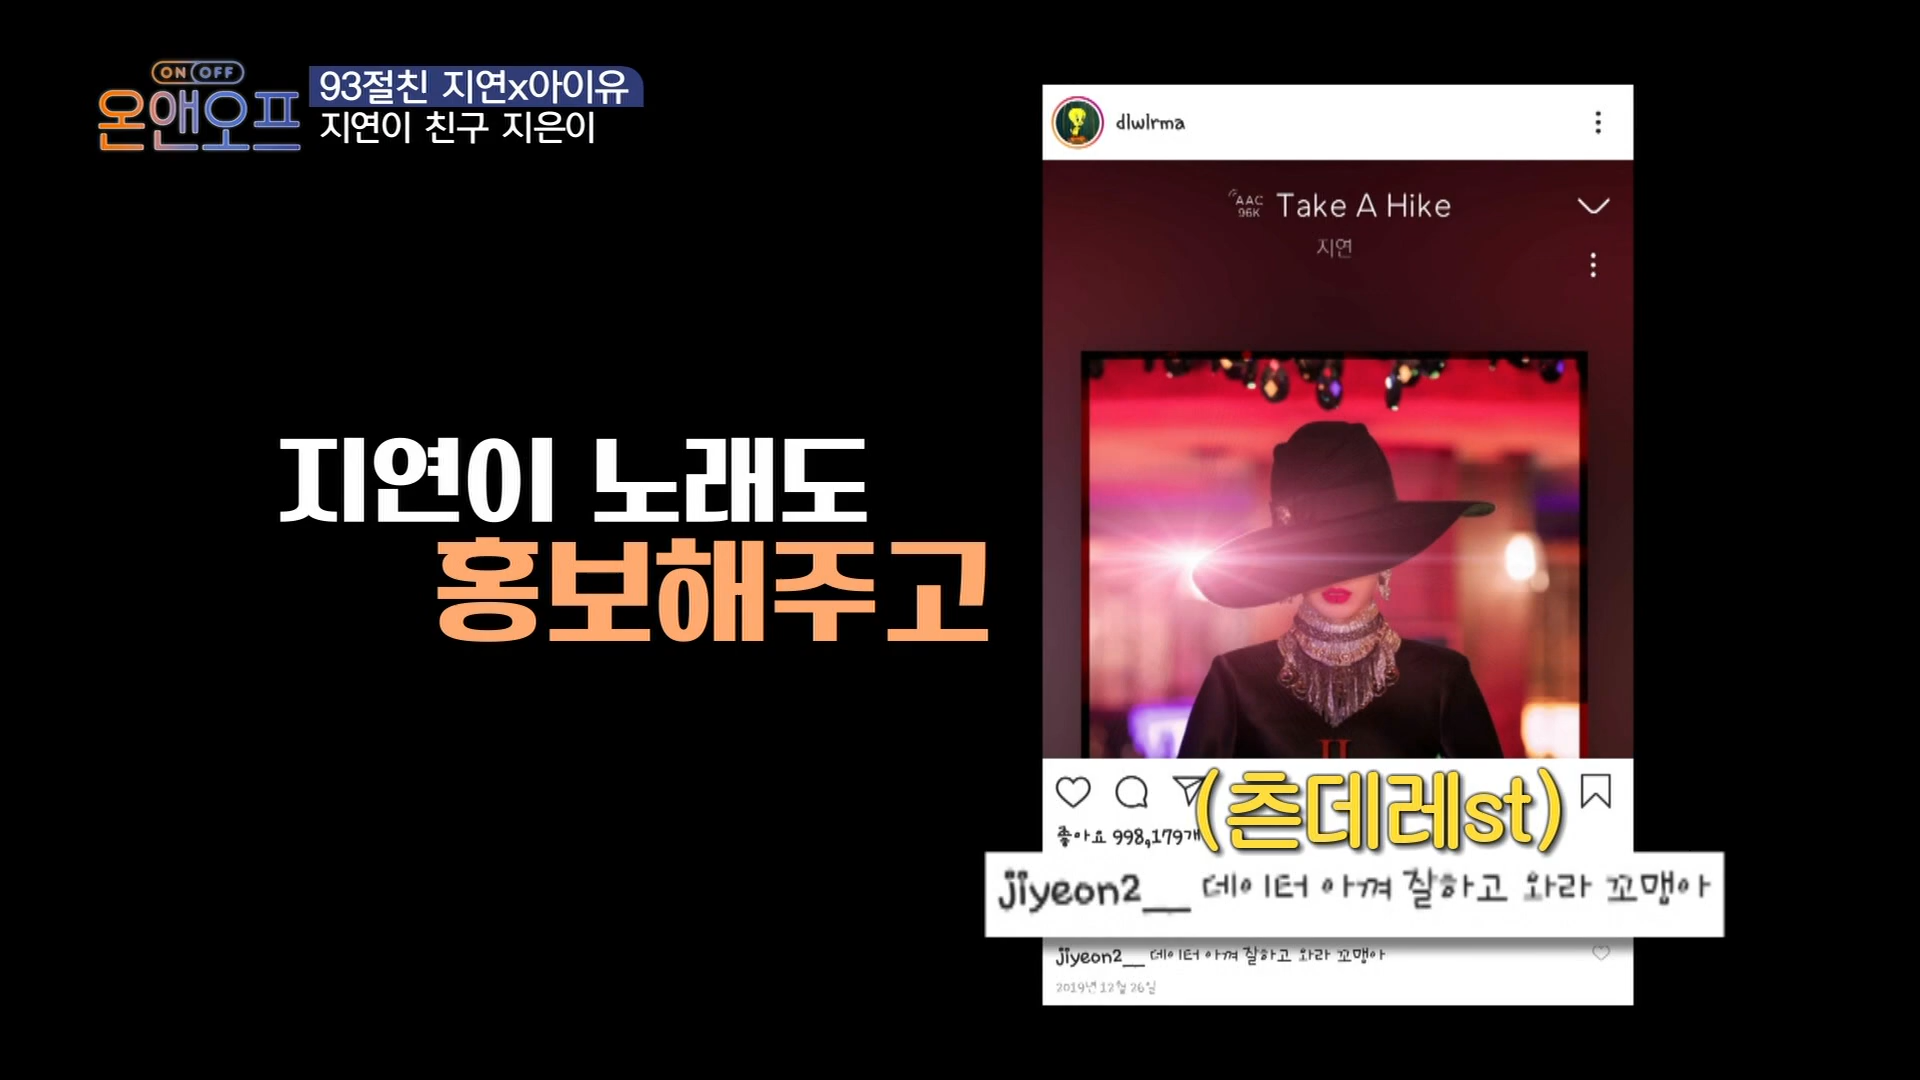 ON OFF
온앤오프
93절친 지연x아이유
지연이 친구 지은이
지연이 노래도
홍보해주고
dlwlrma
AAC
96K
Take A Hike
지연
(츤데레st)
좋아요 998,179개
jiyeon2__ 데이터 아껴 잘하고 와라 꼬맹아
jiyeon2__ 데이터 아껴 잘하고 와라 꼬맹아
2019년 12월 26일